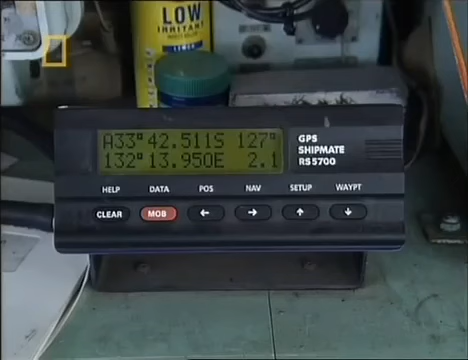 LOW
IRRITANT
A33° 42.511S 127°
132° 13.950E 2.1
GPS
SHIPMATE
RS5700
HELP DATA POS NAV SETUP WAYPT
CLEAR MOB ← → ↑ ↓